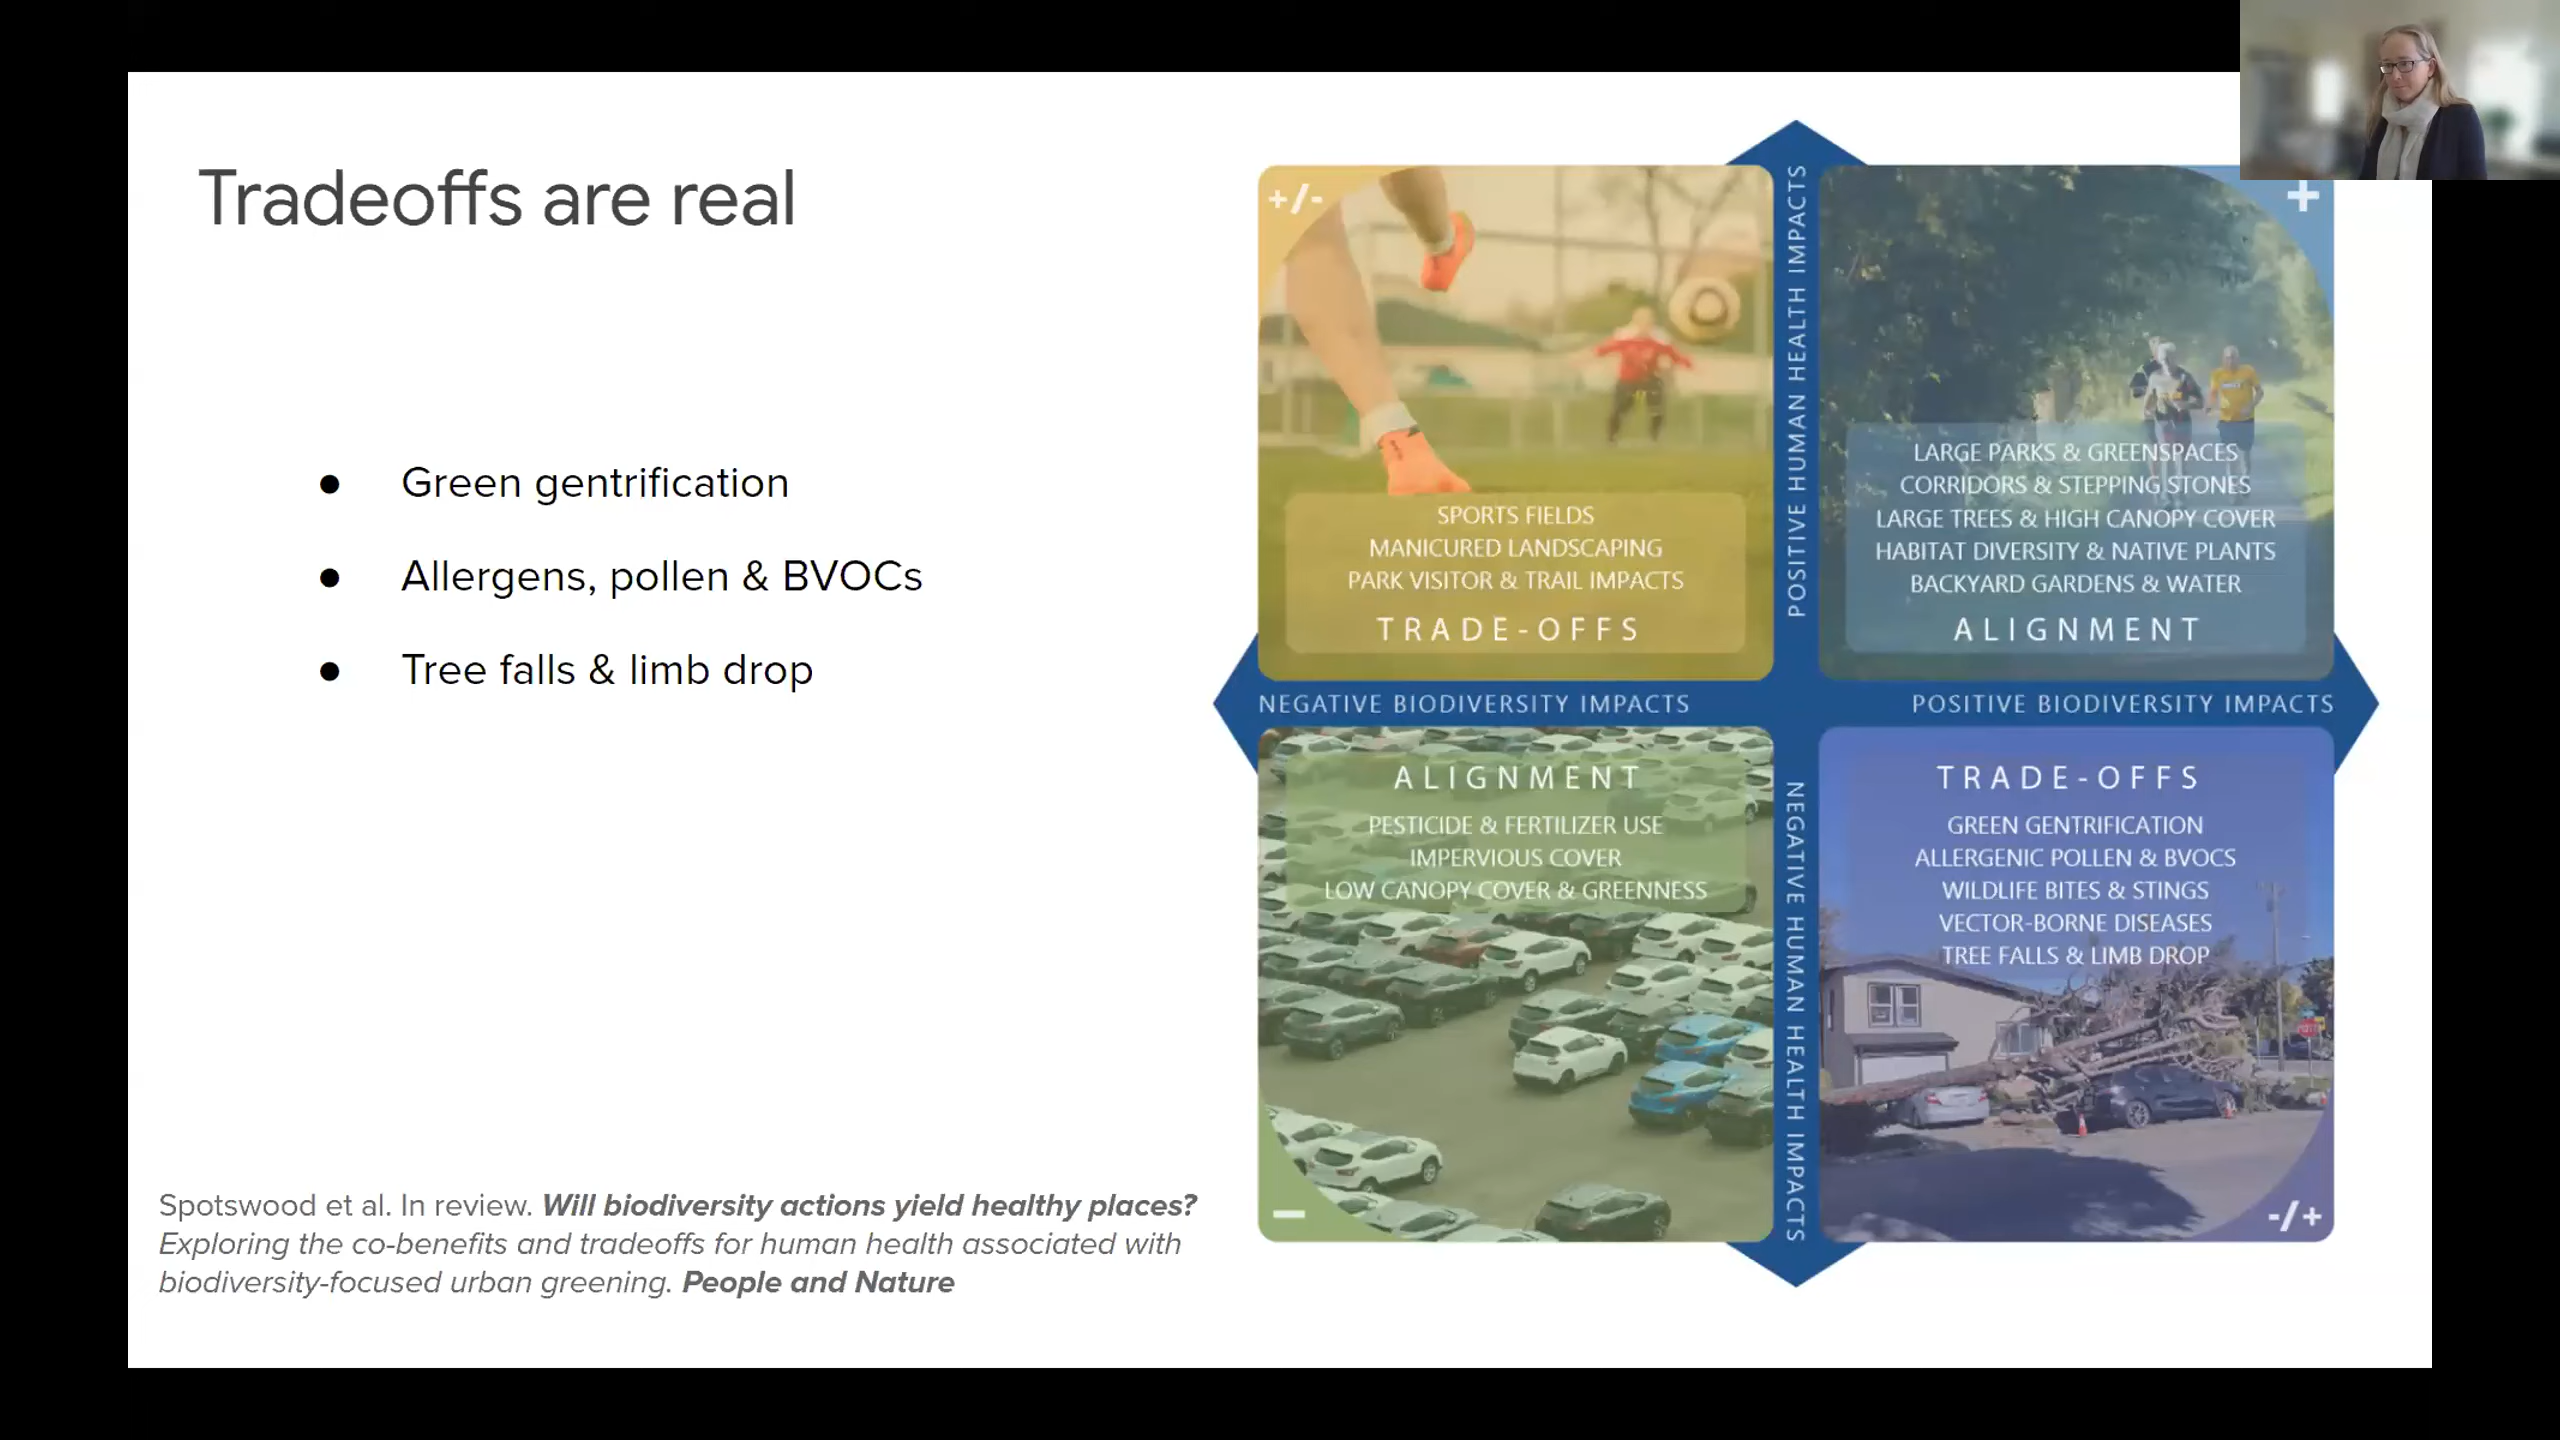 Tradeoffs are real
● Green gentrification
● Allergens, pollen & BVOCs
● Tree falls & limb drop
Spotswood et al. In review. Will biodiversity actions yield healthy places?
Exploring the co-benefits and tradeoffs for human health associated with
biodiversity-focused urban greening. People and Nature
+/-
SPORTS FIELDS
MANICURED LANDSCAPING
PARK VISITOR & TRAIL IMPACTS
TRADE-OFFS
POSITIVE HUMAN HEALTH IMPACTS
+
LARGE PARKS & GREENSPACES
CORRIDORS & STEPPING STONES
LARGE TREES & HIGH CANOPY COVER
HABITAT DIVERSITY & NATIVE PLANTS
BACKYARD GARDENS & WATER
ALIGNMENT
NEGATIVE BIODIVERSITY IMPACTS
POSITIVE BIODIVERSITY IMPACTS
ALIGNMENT
PESTICIDE & FERTILIZER USE
IMPERVIOUS COVER
LOW CANOPY COVER & GREENNESS
–
NEGATIVE HUMAN HEALTH IMPACTS
TRADE-OFFS
GREEN GENTRIFICATION
ALLERGENIC POLLEN & BVOCS
WILDLIFE BITES & STINGS
VECTOR-BORNE DISEASES
TREE FALLS & LIMB DROP
-/+